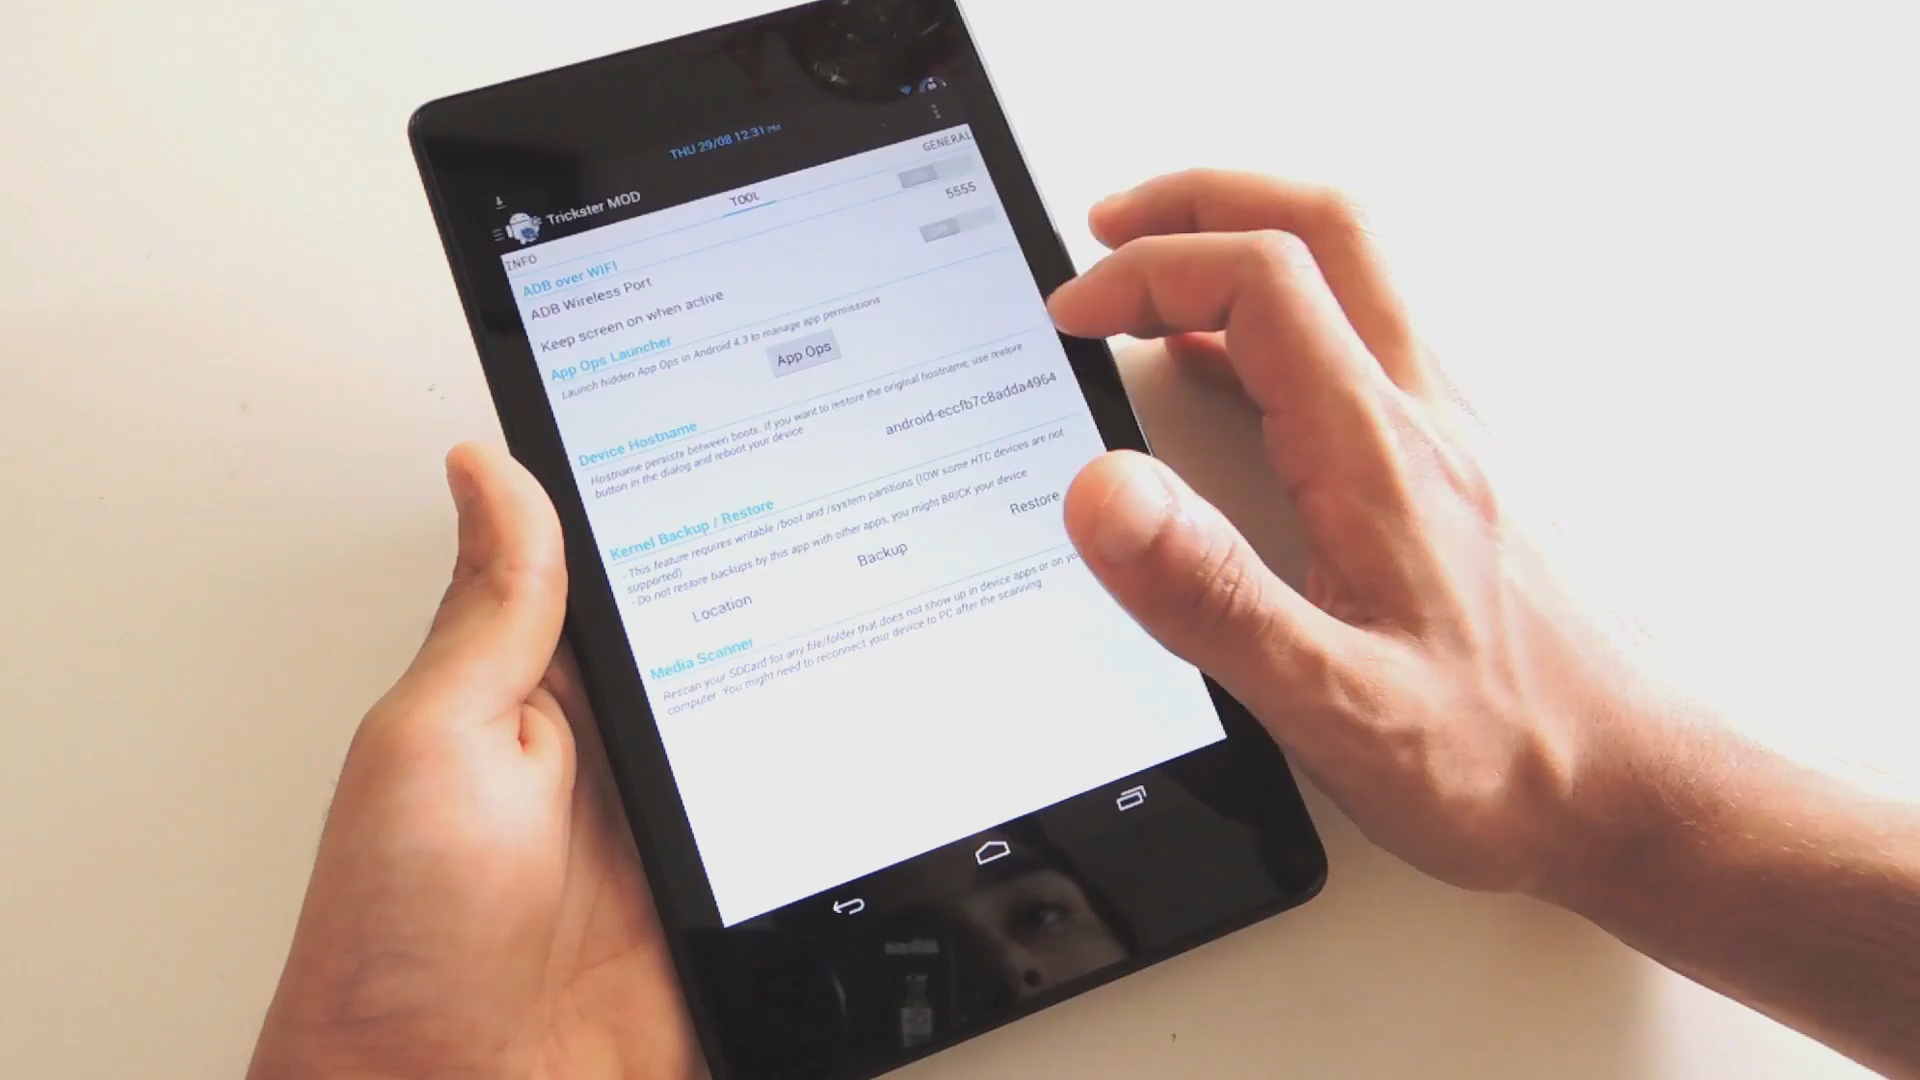 THU 29/08 12:31 PM
Trickster MOD
INFO
TOOL
GENERAL
ADB over WIFI
ADB Wireless Port
5555
Keep screen on when active
App Ops Launcher
Launch hidden App Ops in Android 4.3 to manage app permissions
App Ops
Device Hostname
Hostname persists between boots. If you want to restore the original hostname, use restore
button in the dialog and reboot your device
android-eccfb7c8adda4964
Kernel Backup / Restore
- This feature requires writable /boot and /system partitions (IOW some HTC devices are not
supported)
- Do not restore backups by this app with other apps, you might BRICK your device
Location
Backup
Restore
Media Scanner
Rescan your SDCard for any file/folder that does not show up in device apps or on
computer. You might need to reconnect your device to PC after the scanning